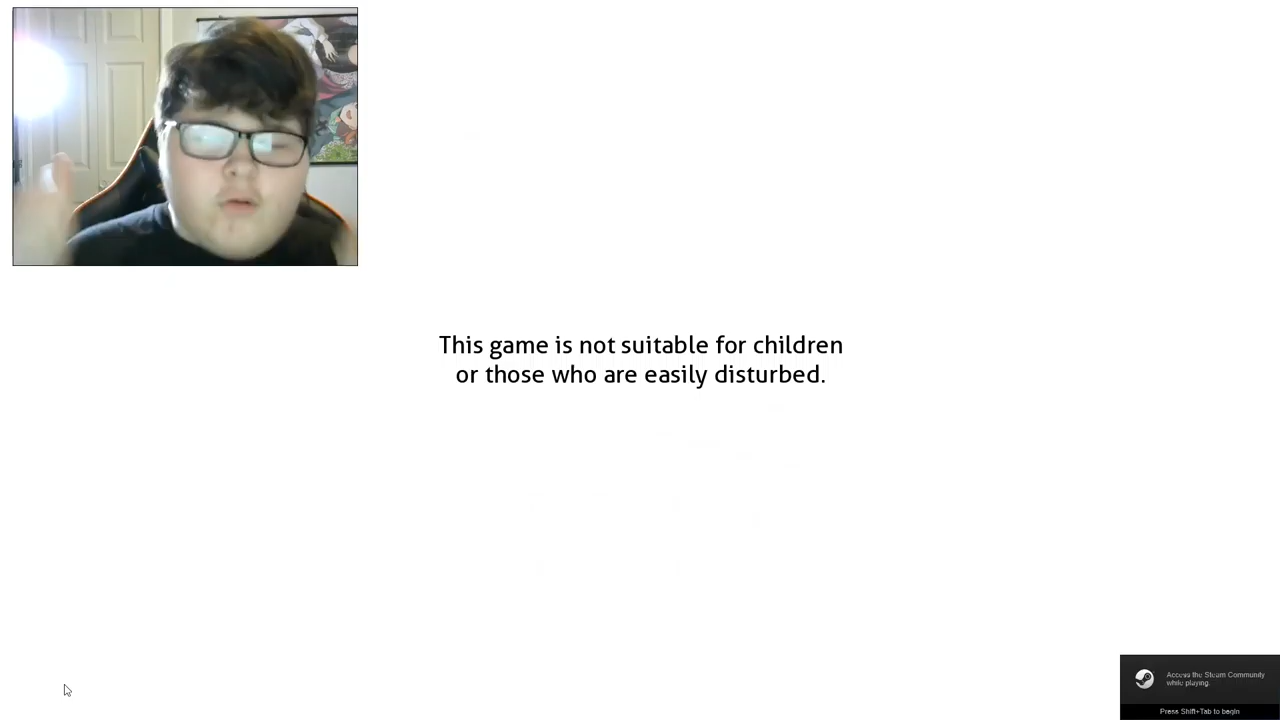 This game is not suitable for children
or those who are easily disturbed.
Access the Steam Community
while playing.
Press Shift+Tab to begin